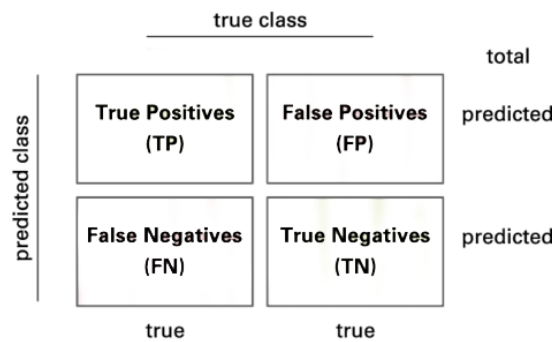 true class
total
predicted class
True Positives
(TP)
False Positives
(FP)
predicted
False Negatives
(FN)
True Negatives
(TN)
predicted
true
true